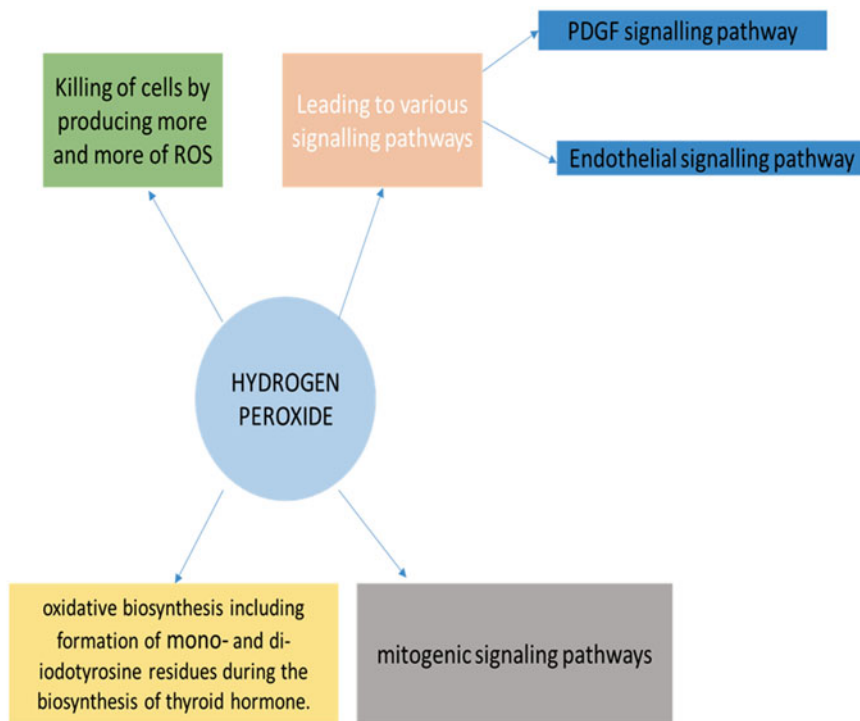 PDGF signalling pathway
Killing of cells by
producing more
and more of ROS
Leading to various
signalling pathways
Endothelial signalling pathway
HYDROGEN
PEROXIDE
oxidative biosynthesis including
formation of mono- and di-
iodotyrosine residues during the
biosynthesis of thyroid hormone.
mitogenic signaling pathways